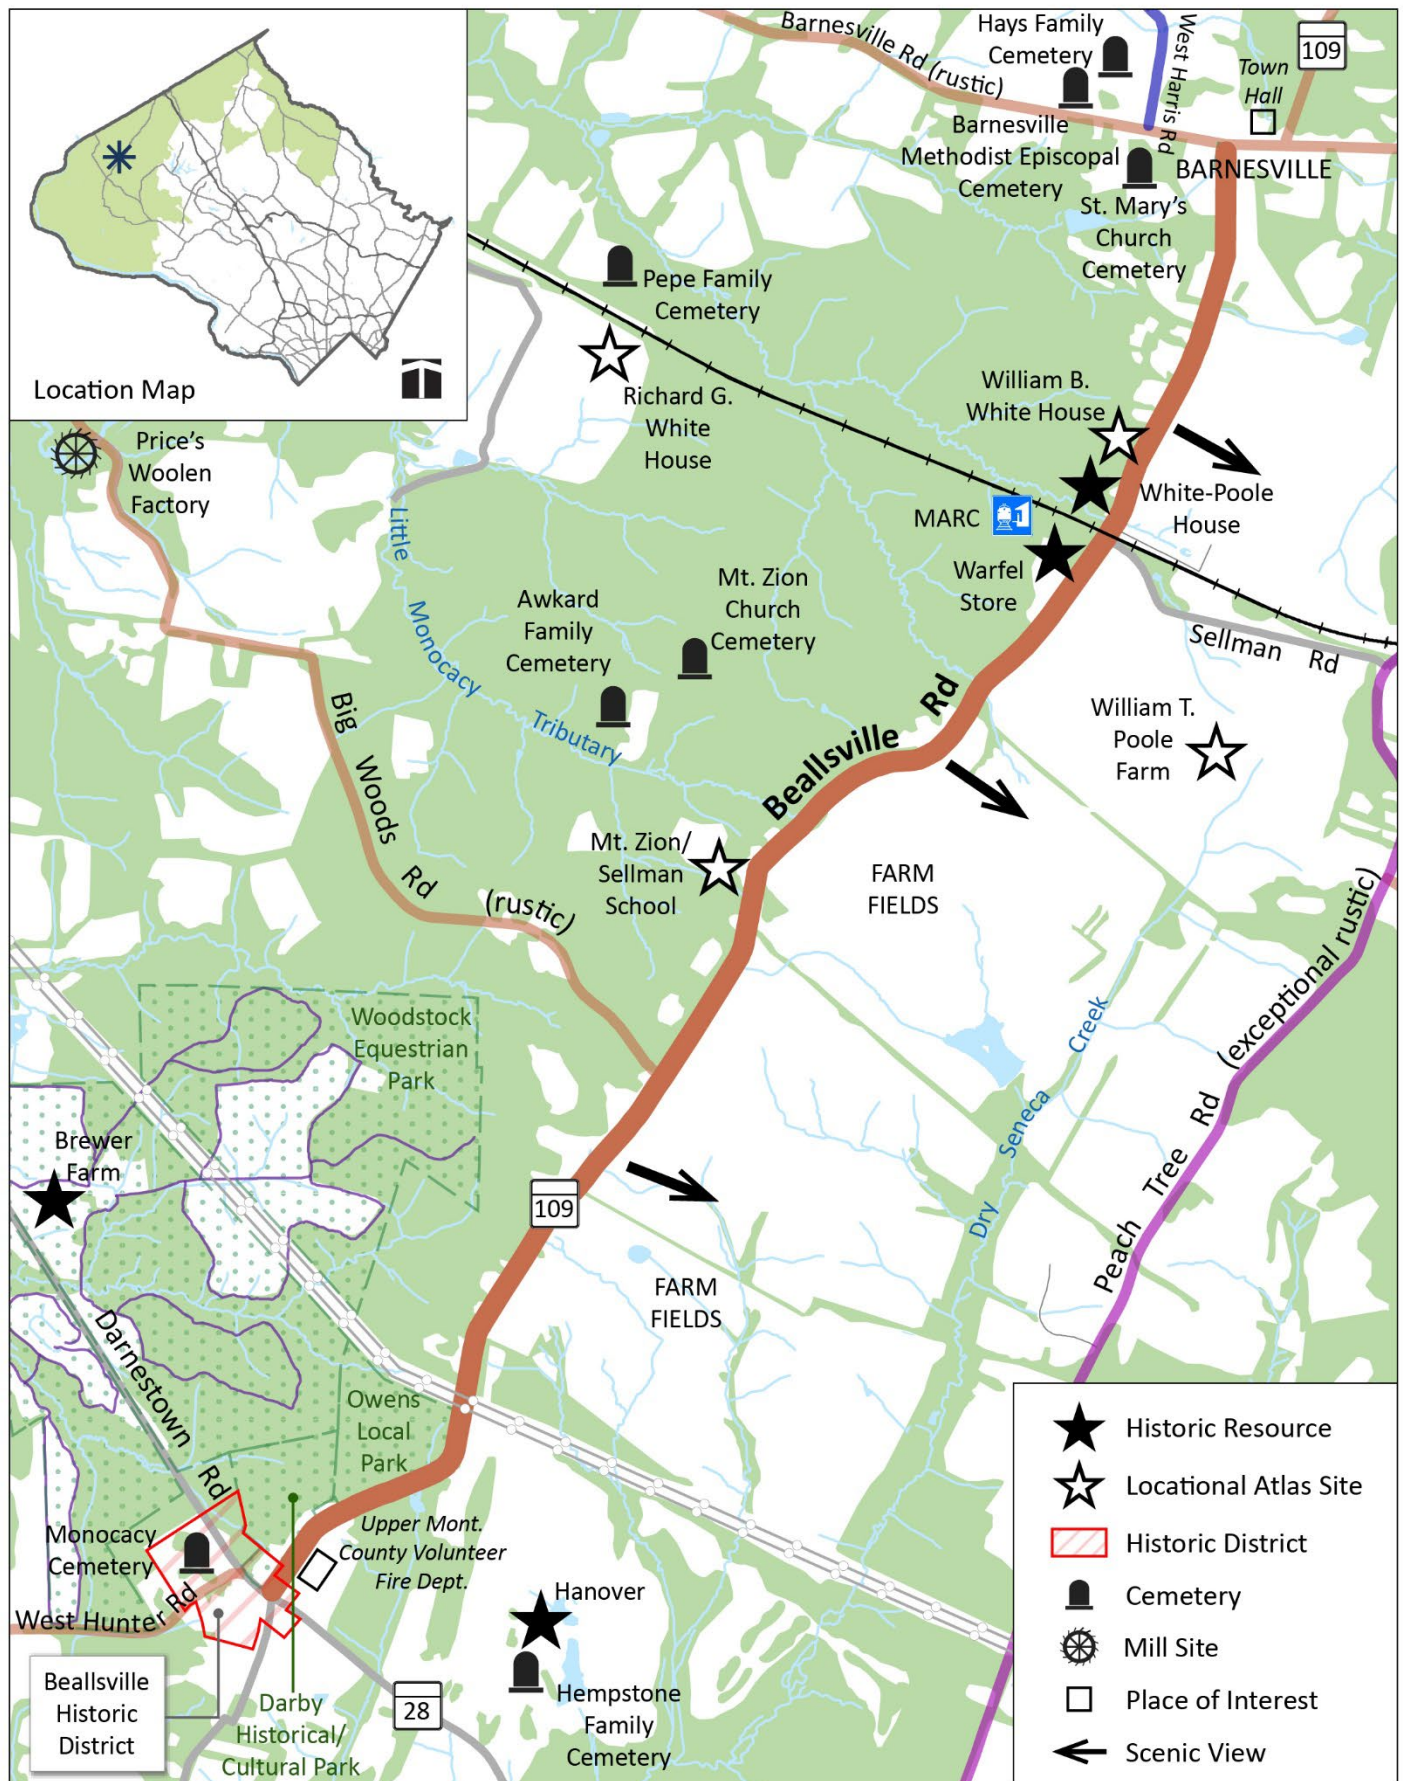 Barnesville Rd (rustic)
Hays Family
Cemetery
West Harris Rd
109
Town
Hall
Barnesville
Methodist Episcopal
Cemetery
BARNESVILLE
St. Mary's
Church
Cemetery
Location Map
Pepe Family
Cemetery
Richard G.
White
House
William B.
White House
Price's
Woolen
Factory
White-Poole
House
MARC
Warfel
Store
Little
Monocacy
Tributary
Awkard
Family
Cemetery
Mt. Zion
Church
Cemetery
Sellman Rd
Big
Woods
Rd
(rustic)
Beallsville Rd
William T.
Poole
Farm
Mt. Zion/
Sellman
School
FARM
FIELDS
Woodstock
Equestrian
Park
Dry Seneca Creek
Peach Tree Rd (exceptional rustic)
Brewer
Farm
109
FARM
FIELDS
Darnestown
Rd
Owens
Local
Park
Monocacy
Cemetery
Upper Mont.
County Volunteer
Fire Dept.
West Hunter Rd
Hanover
Beallsville
Historic
District
Darby
Historical/
Cultural Park
28
Hempstone
Family
Cemetery
Historic Resource
Locational Atlas Site
Historic District
Cemetery
Mill Site
Place of Interest
Scenic View